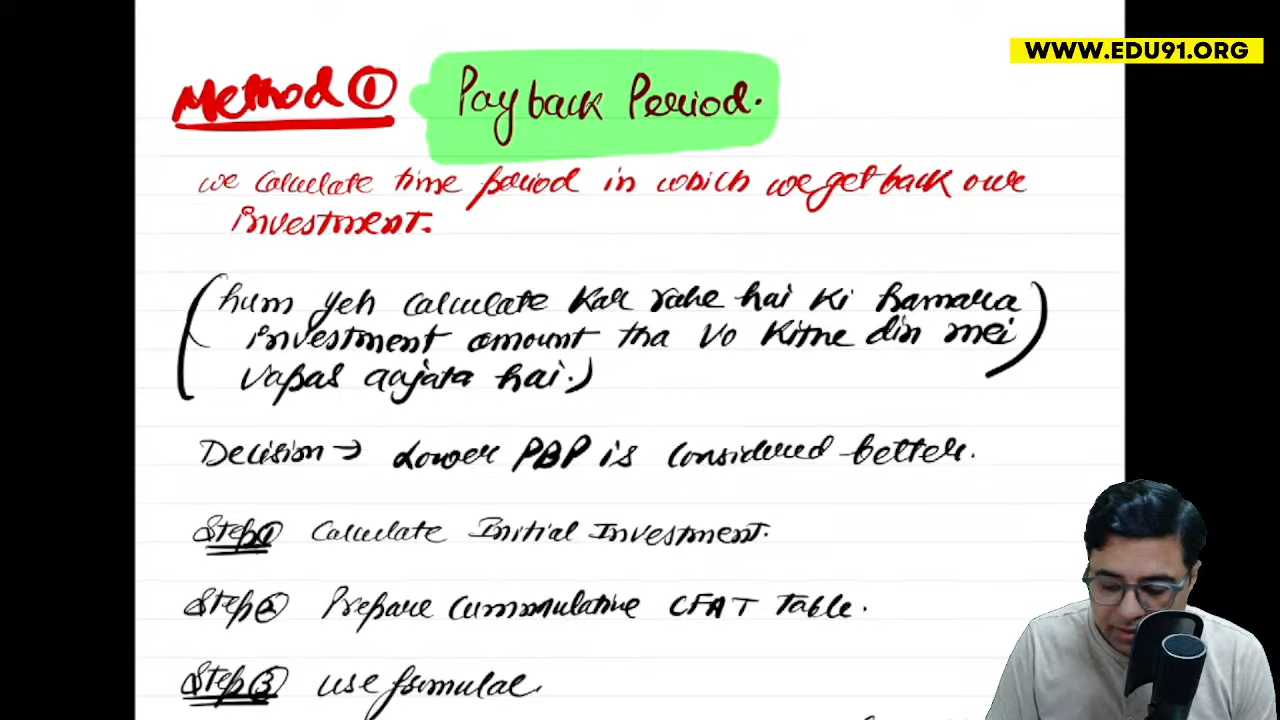 WWW.EDU91.ORG
Method ① Payback Period.
we calculate time period in which we get back our
investment.
(hum yeh calculate kar rahe hai ki hamara
investment amount tha vo kitne din mei
vapas aajata hai.)
Decision → Lower PBP is considered better.
Step① Calculate Initial Investment.
Step② Prepare Cummulative CFAT Table.
Step③ use formulae.